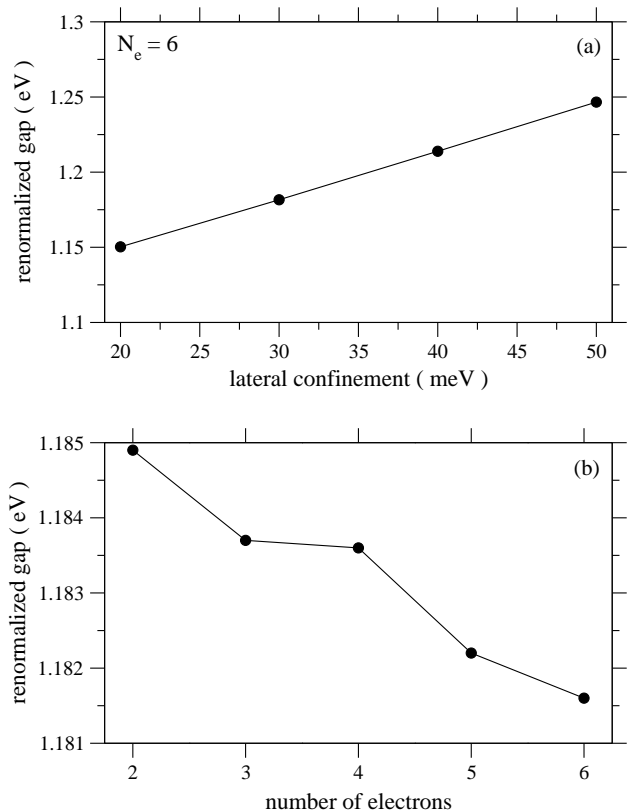 1.3
N_e = 6
(a)
1.25
1.2
1.15
1.1
renormalized gap ( eV )
20 25 30 35 40 45 50
lateral confinement ( meV )
1.185
(b)
1.184
1.183
1.182
1.181
renormalized gap ( eV )
2 3 4 5 6
number of electrons